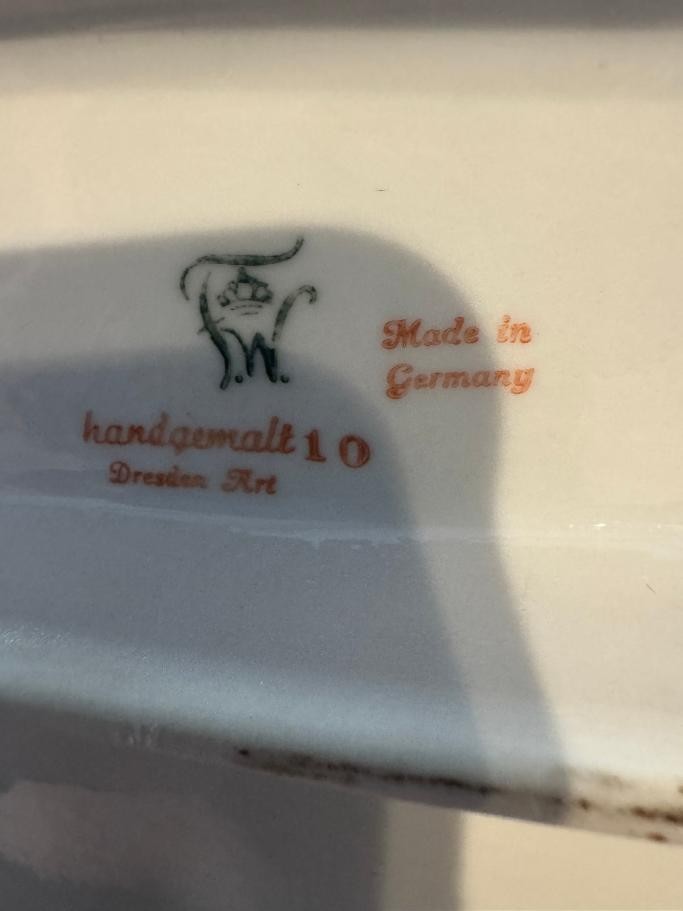 F
J.W.
Made in
Germany
handgemalt 10
Dresden Art